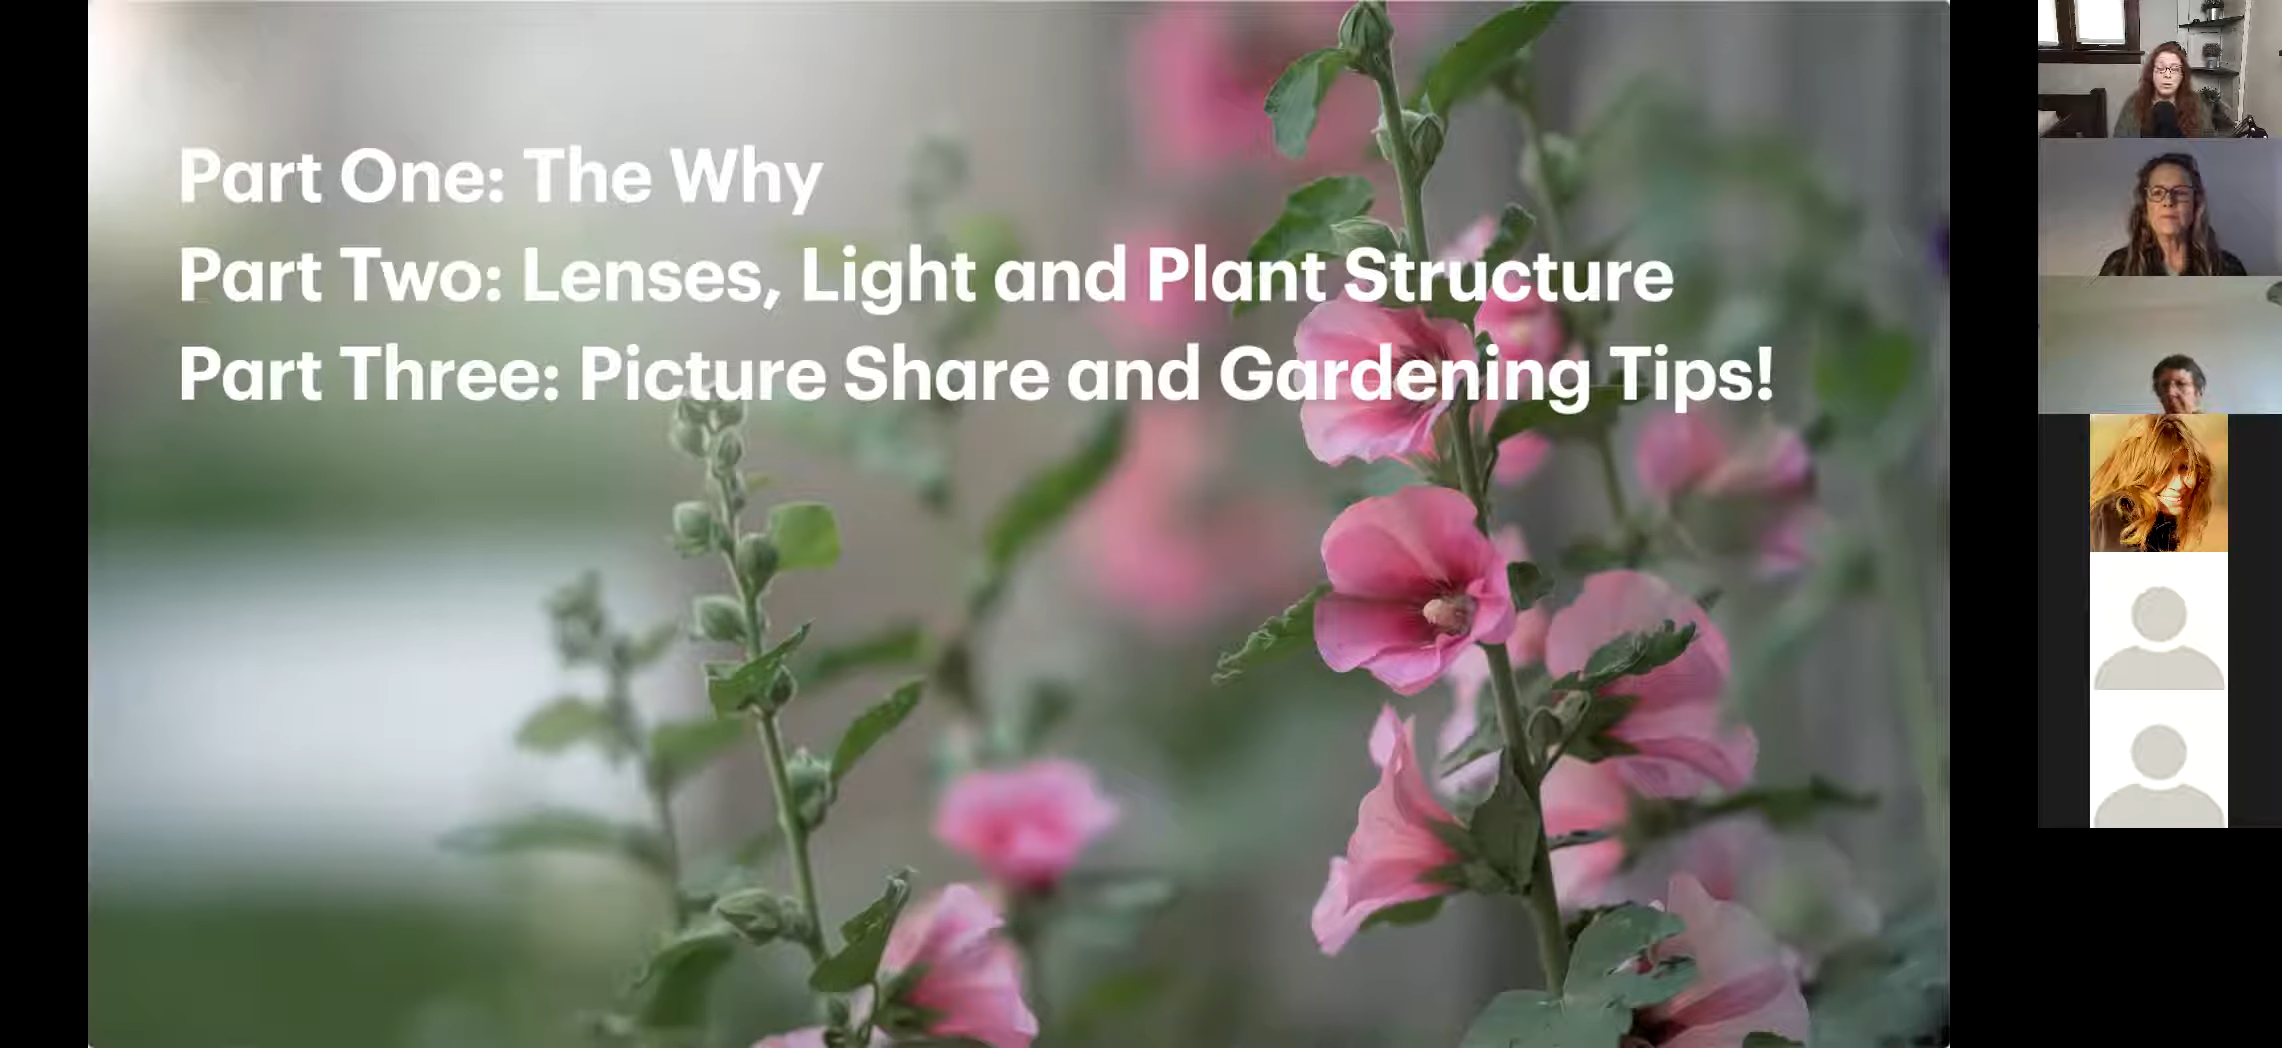 Part One: The Why
Part Two: Lenses, Light and Plant Structure
Part Three: Picture Share and Gardening Tips!